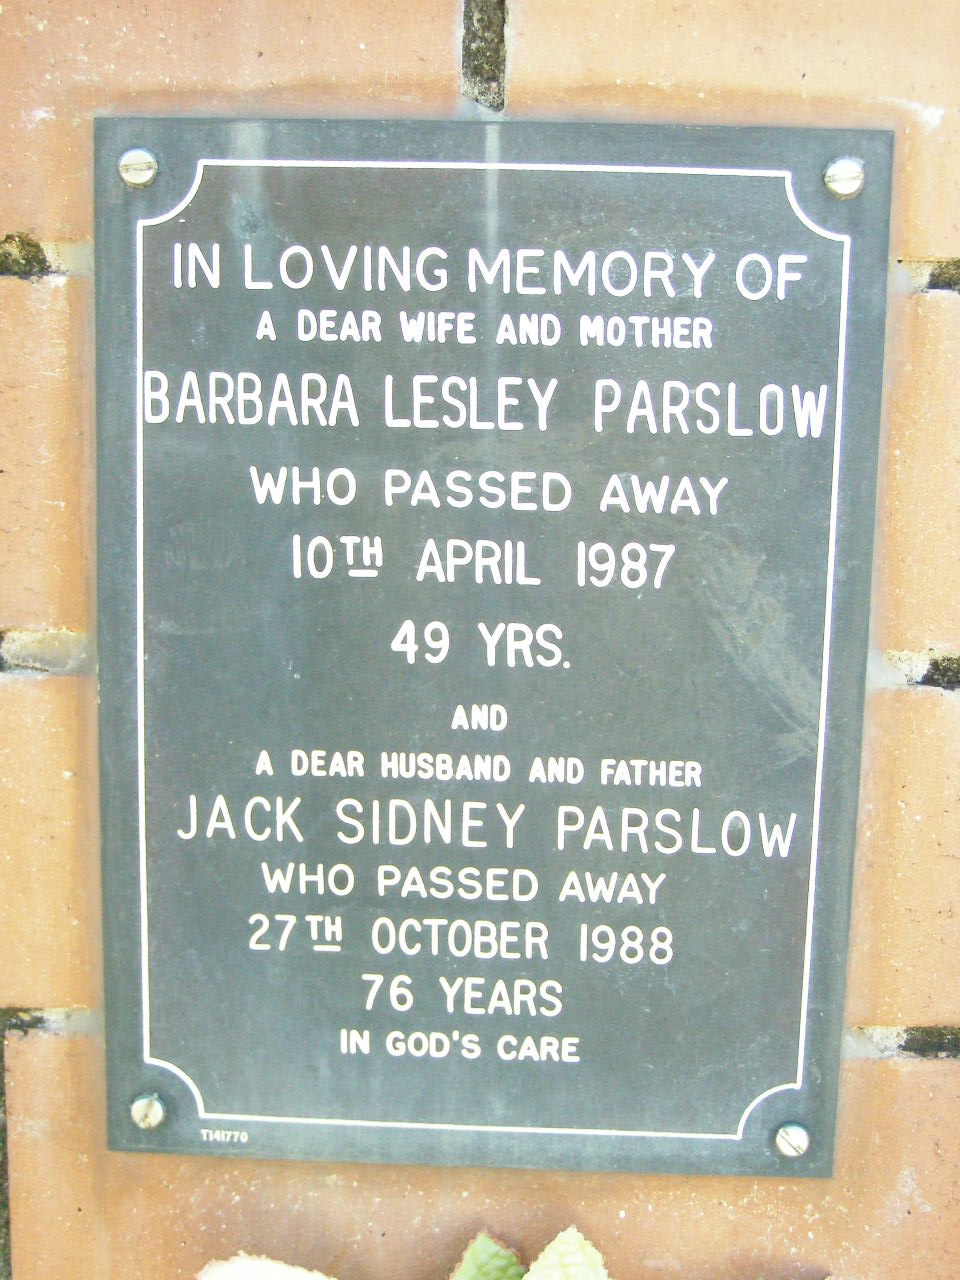 IN LOVING MEMORY OF
A DEAR WIFE AND MOTHER
BARBARA LESLEY PARSLOW
WHO PASSED AWAY
10TH APRIL 1987
49 YRS.
AND
A DEAR HUSBAND AND FATHER
JACK SIDNEY PARSLOW
WHO PASSED AWAY
27TH OCTOBER 1988
76 YEARS
IN GOD'S CARE
T141770